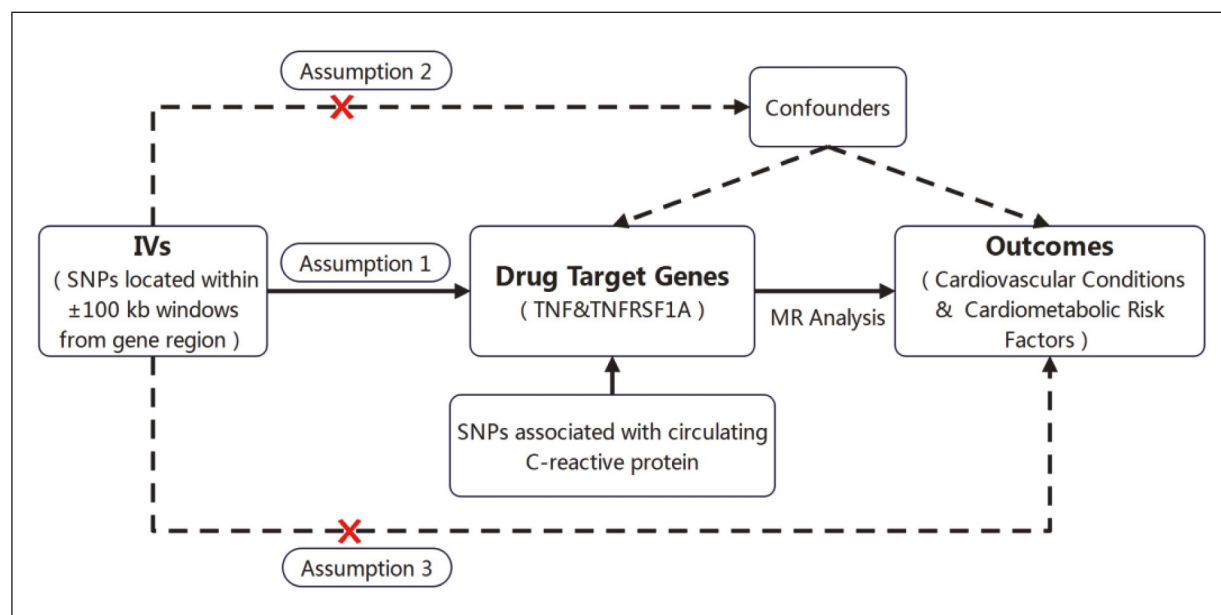 Assumption 2
Confounders
IVs
( SNPs located within
±100 kb windows
from gene region )
Assumption 1
Drug Target Genes
( TNF&TNFRSF1A )
MR Analysis
Outcomes
( Cardiovascular Conditions
& Cardiometabolic Risk
Factors )
SNPs associated with circulating
C-reactive protein
Assumption 3